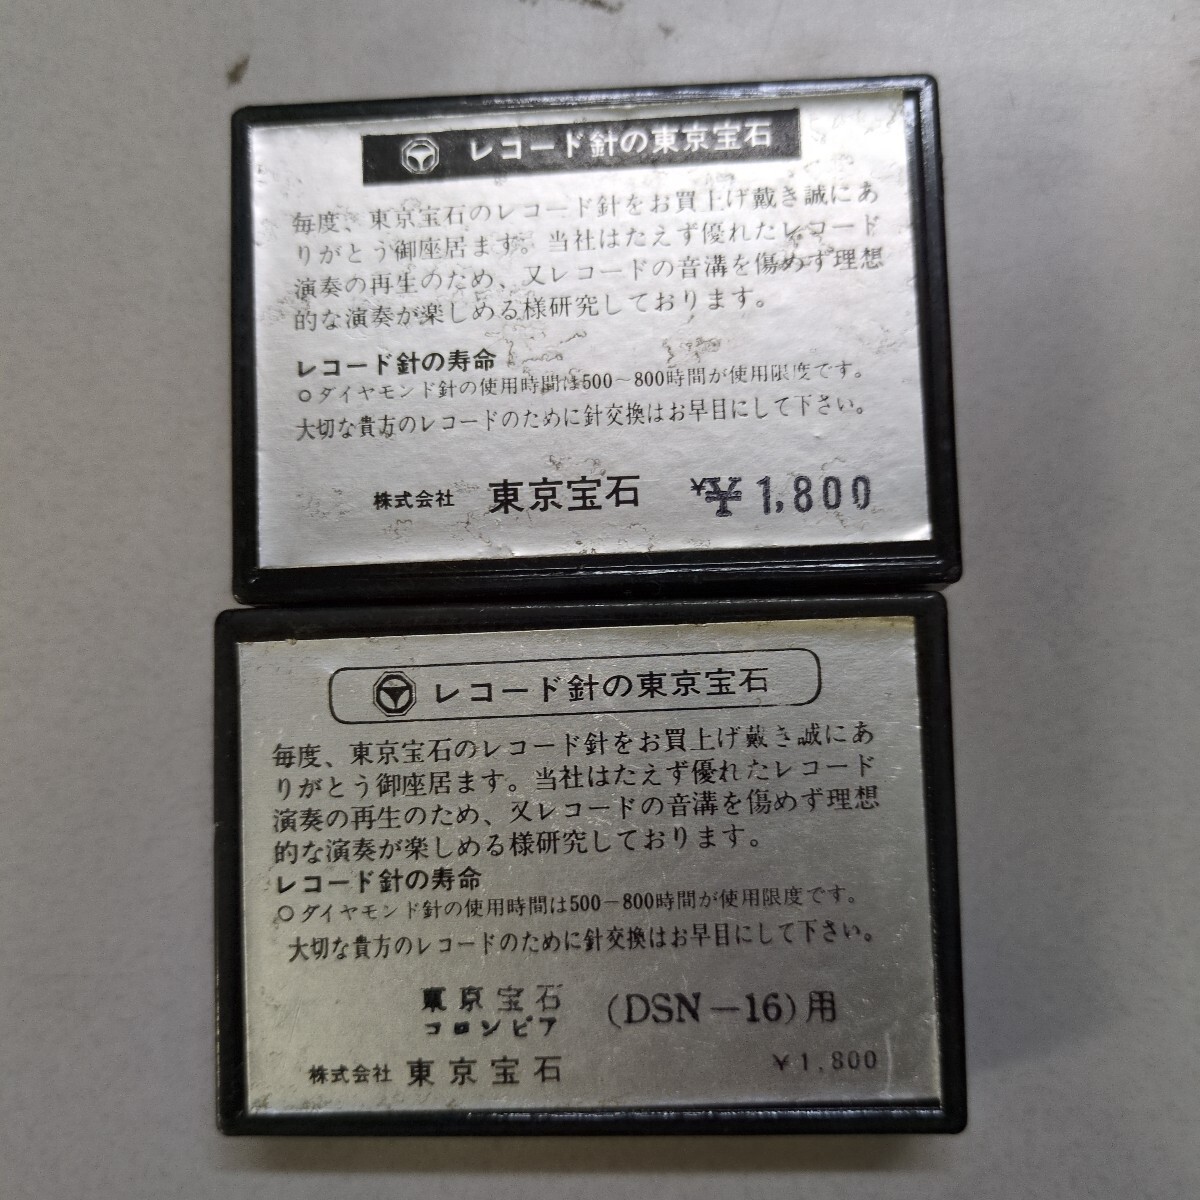 レコード針の東京宝石
毎度、東京宝石のレコード針をお買上げ戴き誠にあ
りがとう御座居ます。当社はたえず優れたレコード
演奏の再生のため、又レコードの音溝を傷めず理想
的な演奏が楽しめる様研究しております。
レコード針の寿命
○ダイヤモンド針の使用時間は500〜800時間が使用限度です。
大切な貴方のレコードのために針交換はお早目にして下さい。
株式会社 東京宝石 ¥¥1,800
レコード針の東京宝石
毎度、東京宝石のレコード針をお買上げ戴き誠にあ
りがとう御座居ます。当社はたえず優れたレコード
演奏の再生のため、又レコードの音溝を傷めず理想
的な演奏が楽しめる様研究しております。
レコード針の寿命
○ダイヤモンド針の使用時間は500−800時間が使用限度です。
大切な貴方のレコードのために針交換はお早目にして下さい。
東京宝石
コロンビア
(DSN−16)用
株式会社 東京宝石 ¥1,800